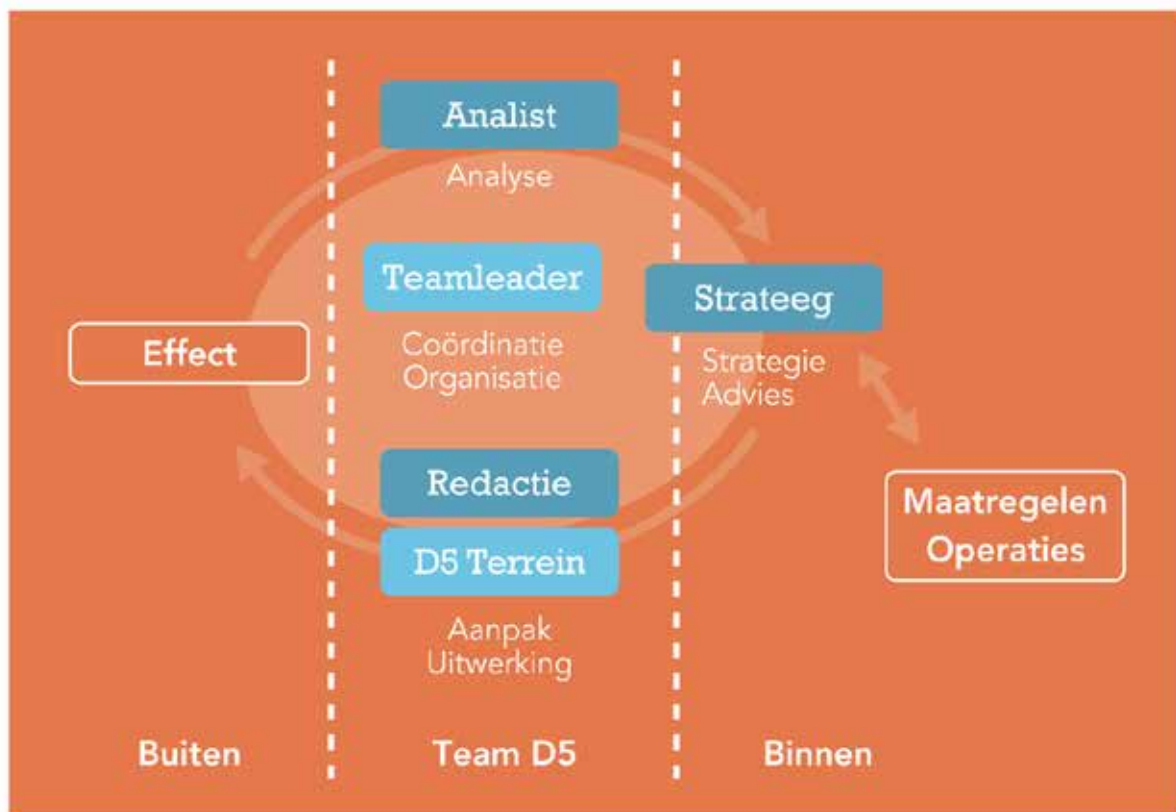 Analist
Analyse
Teamleader
Coördinatie
Organisatie
Strateeg
Strategie
Advies
Effect
Redactie
D5 Terrein
Aanpak
Uitwerking
Maatregelen
Operaties
Buiten
Team D5
Binnen